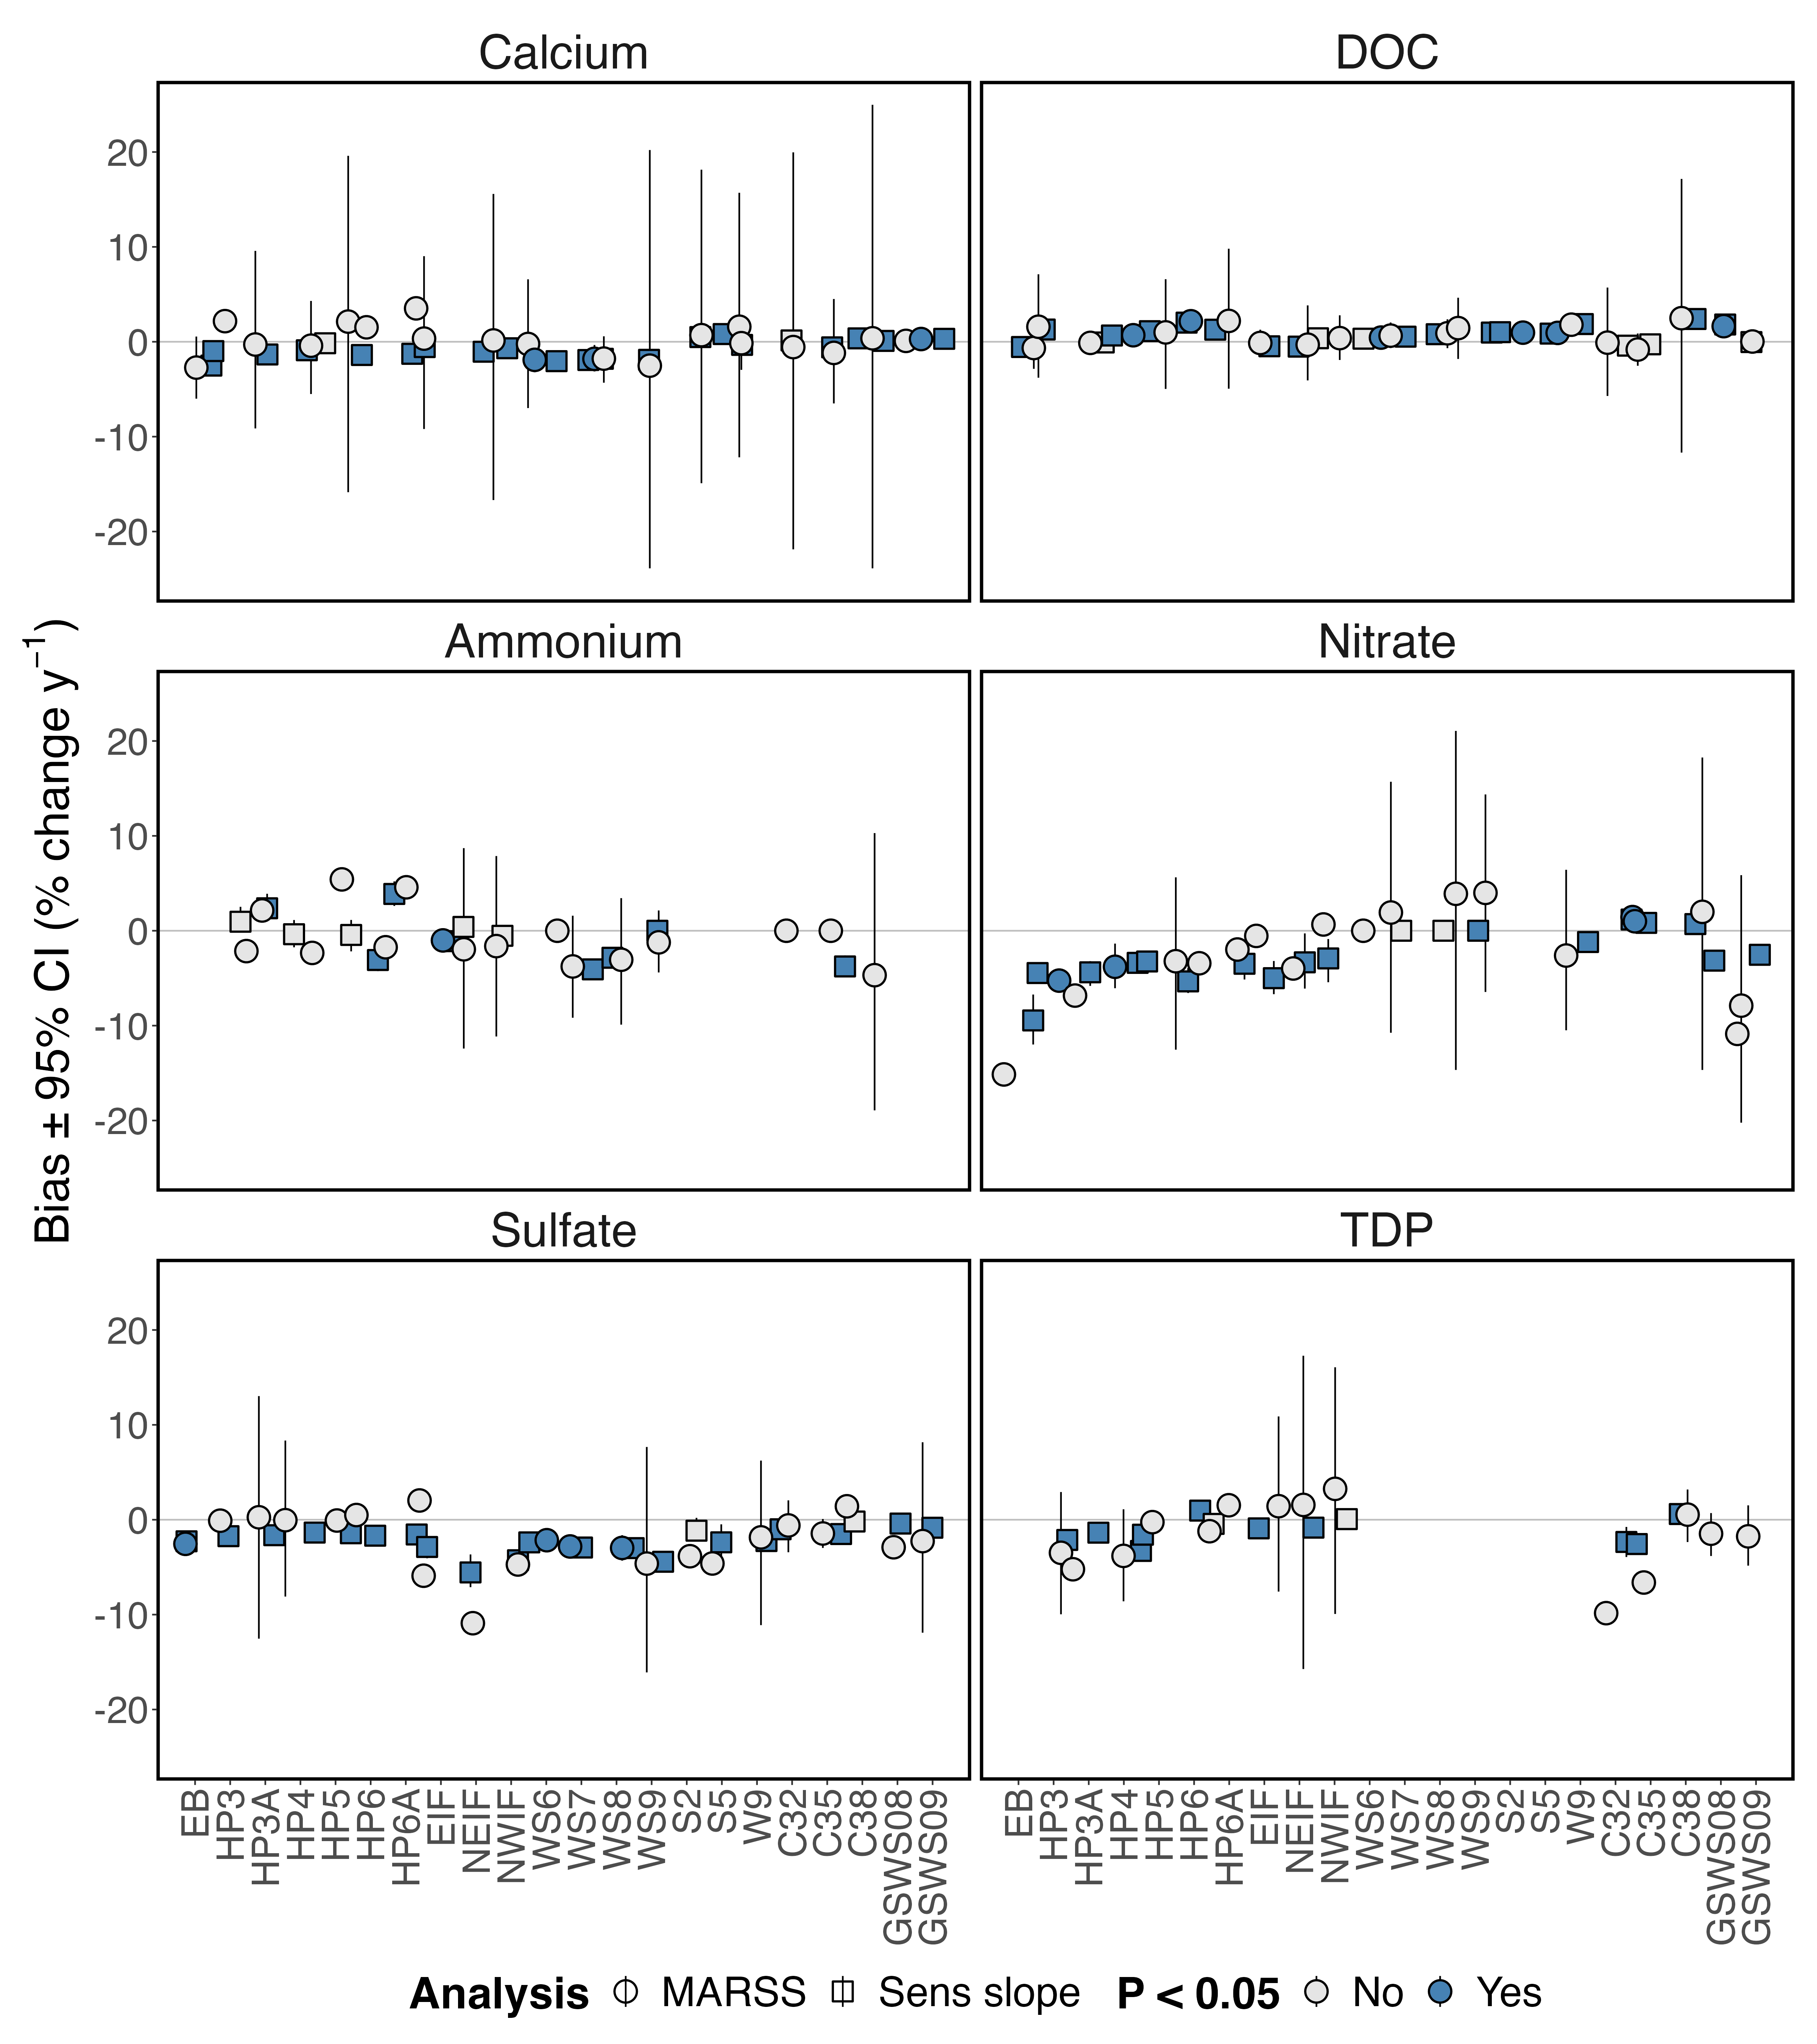 Calcium
DOC
20
10
0
-10
-20
Ammonium
Nitrate
20
10
0
-10
-20
Bias ± 95% CI (% change y⁻¹)
Sulfate
TDP
20
10
0
-10
-20
EB HP3 HP3A HP4 HP5 HP6 HP6A EIF NEIF NWIF WS6 WS7 WS8 WS9 S2 S5 W9 C32 C35 C38 GSWS08 GSWS09
EB HP3 HP3A HP4 HP5 HP6 HP6A EIF NEIF NWIF WS6 WS7 WS8 WS9 S2 S5 W9 C32 C35 C38 GSWS08 GSWS09
Analysis MARSS Sens slope P < 0.05 No Yes